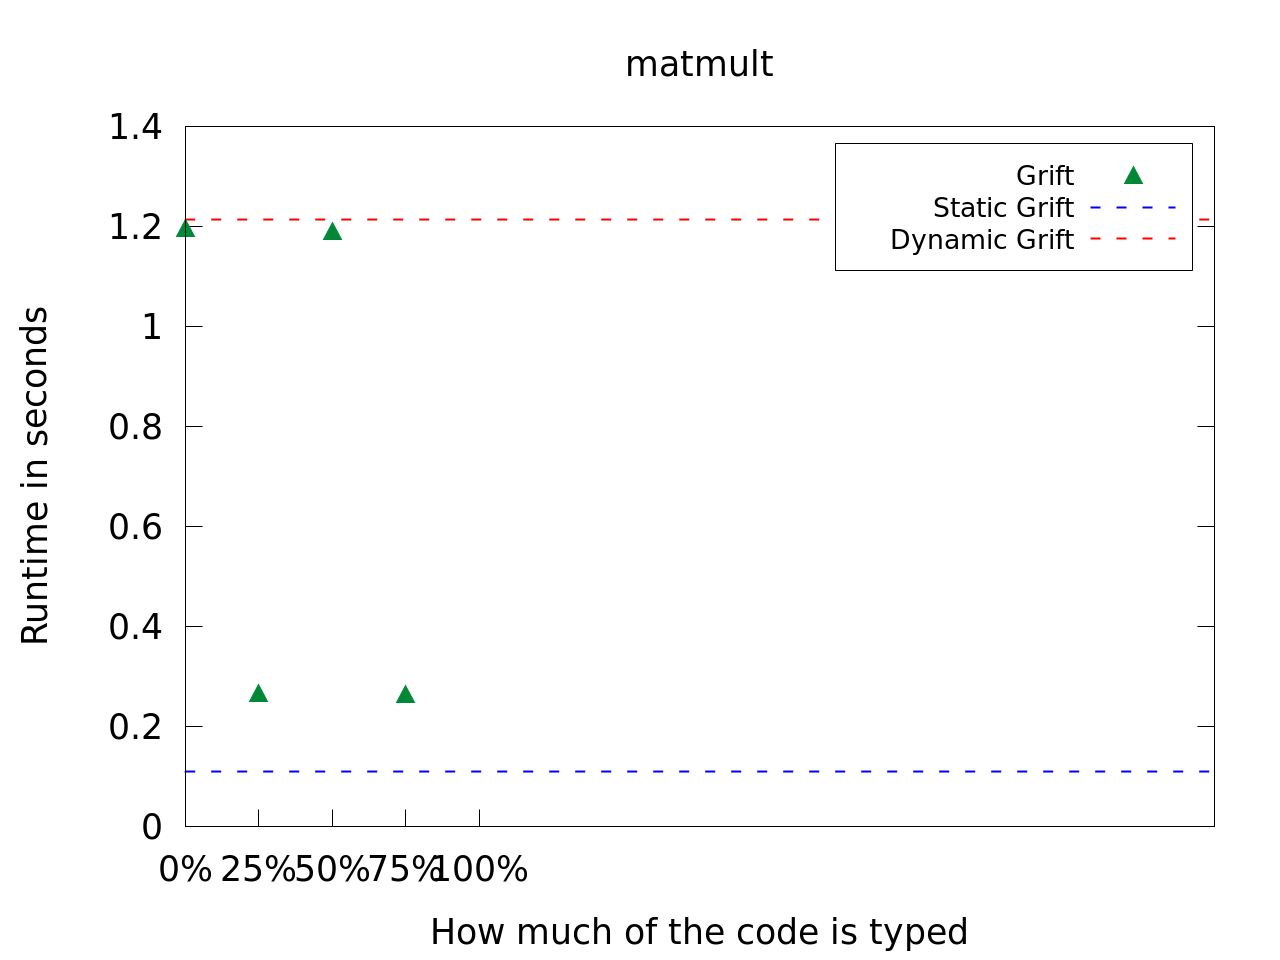 matmult
1.4
1.2
1
0.8
0.6
0.4
0.2
0
Runtime in seconds
Grift
Static Grift
Dynamic Grift
0% 25% 50% 75% 100%
How much of the code is typed